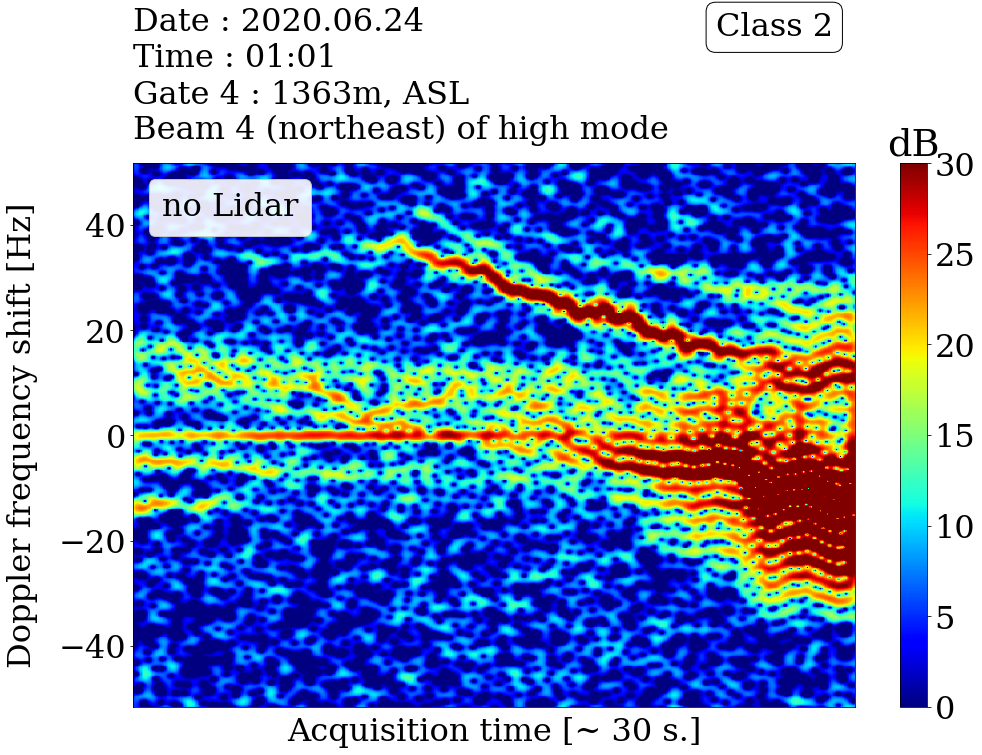 Date : 2020.06.24
Time : 01:01
Gate 4 : 1363m, ASL
Beam 4 (northeast) of high mode
Class 2
dB
no Lidar
Doppler frequency shift [Hz]
40
20
0
−20
−40
30
25
20
15
10
5
0
Acquisition time [~ 30 s.]